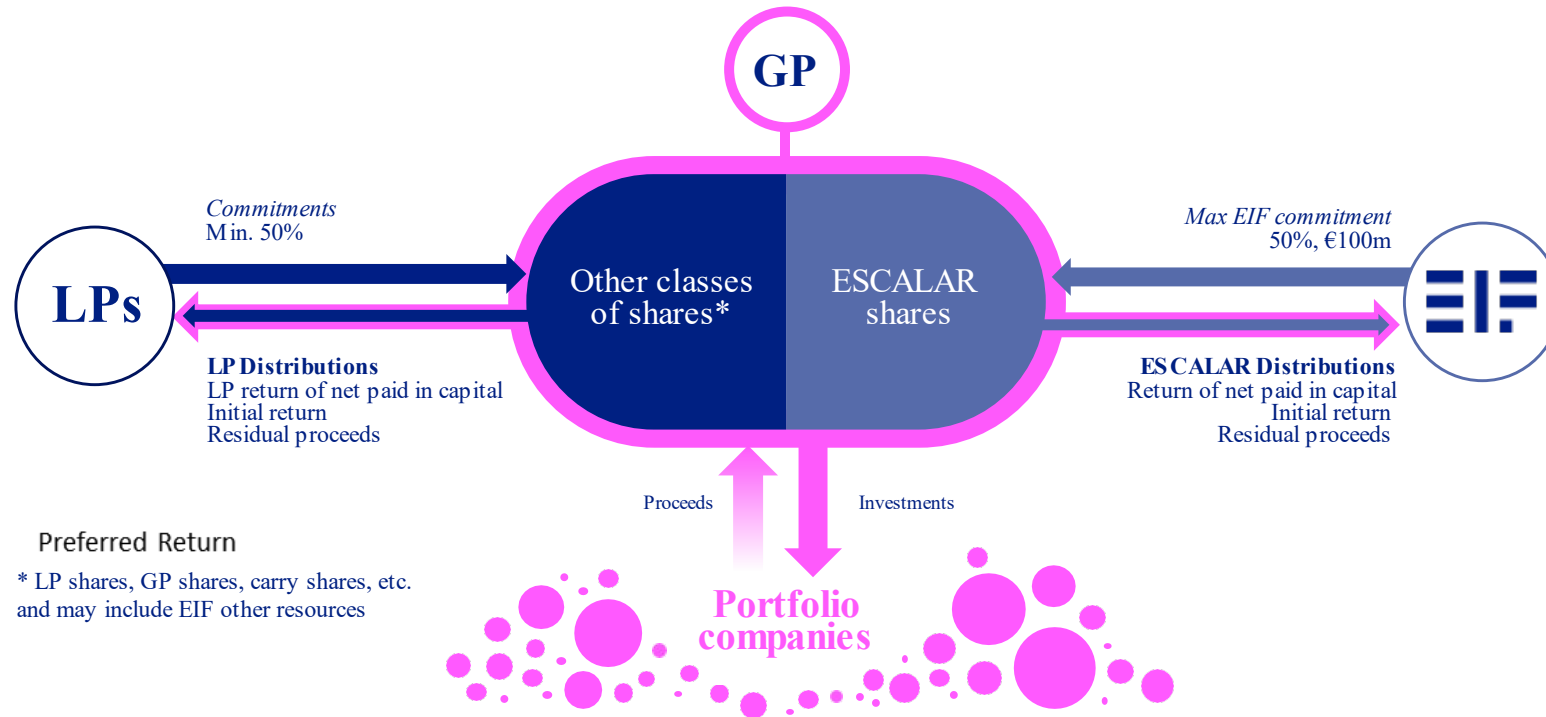 GP
Commitments
Min. 50%
Max EIF commitment
50%, €100m
LPs
Other classes
of shares*
ESCALAR
shares
EIF
LP Distributions
LP return of net paid in capital
Initial return
Residual proceeds
ESCALAR Distributions
Return of net paid in capital
Initial return
Residual proceeds
Proceeds
Investments
Preferred Return
* LP shares, GP shares, carry shares, etc.
and may include EIF other resources
Portfolio
companies